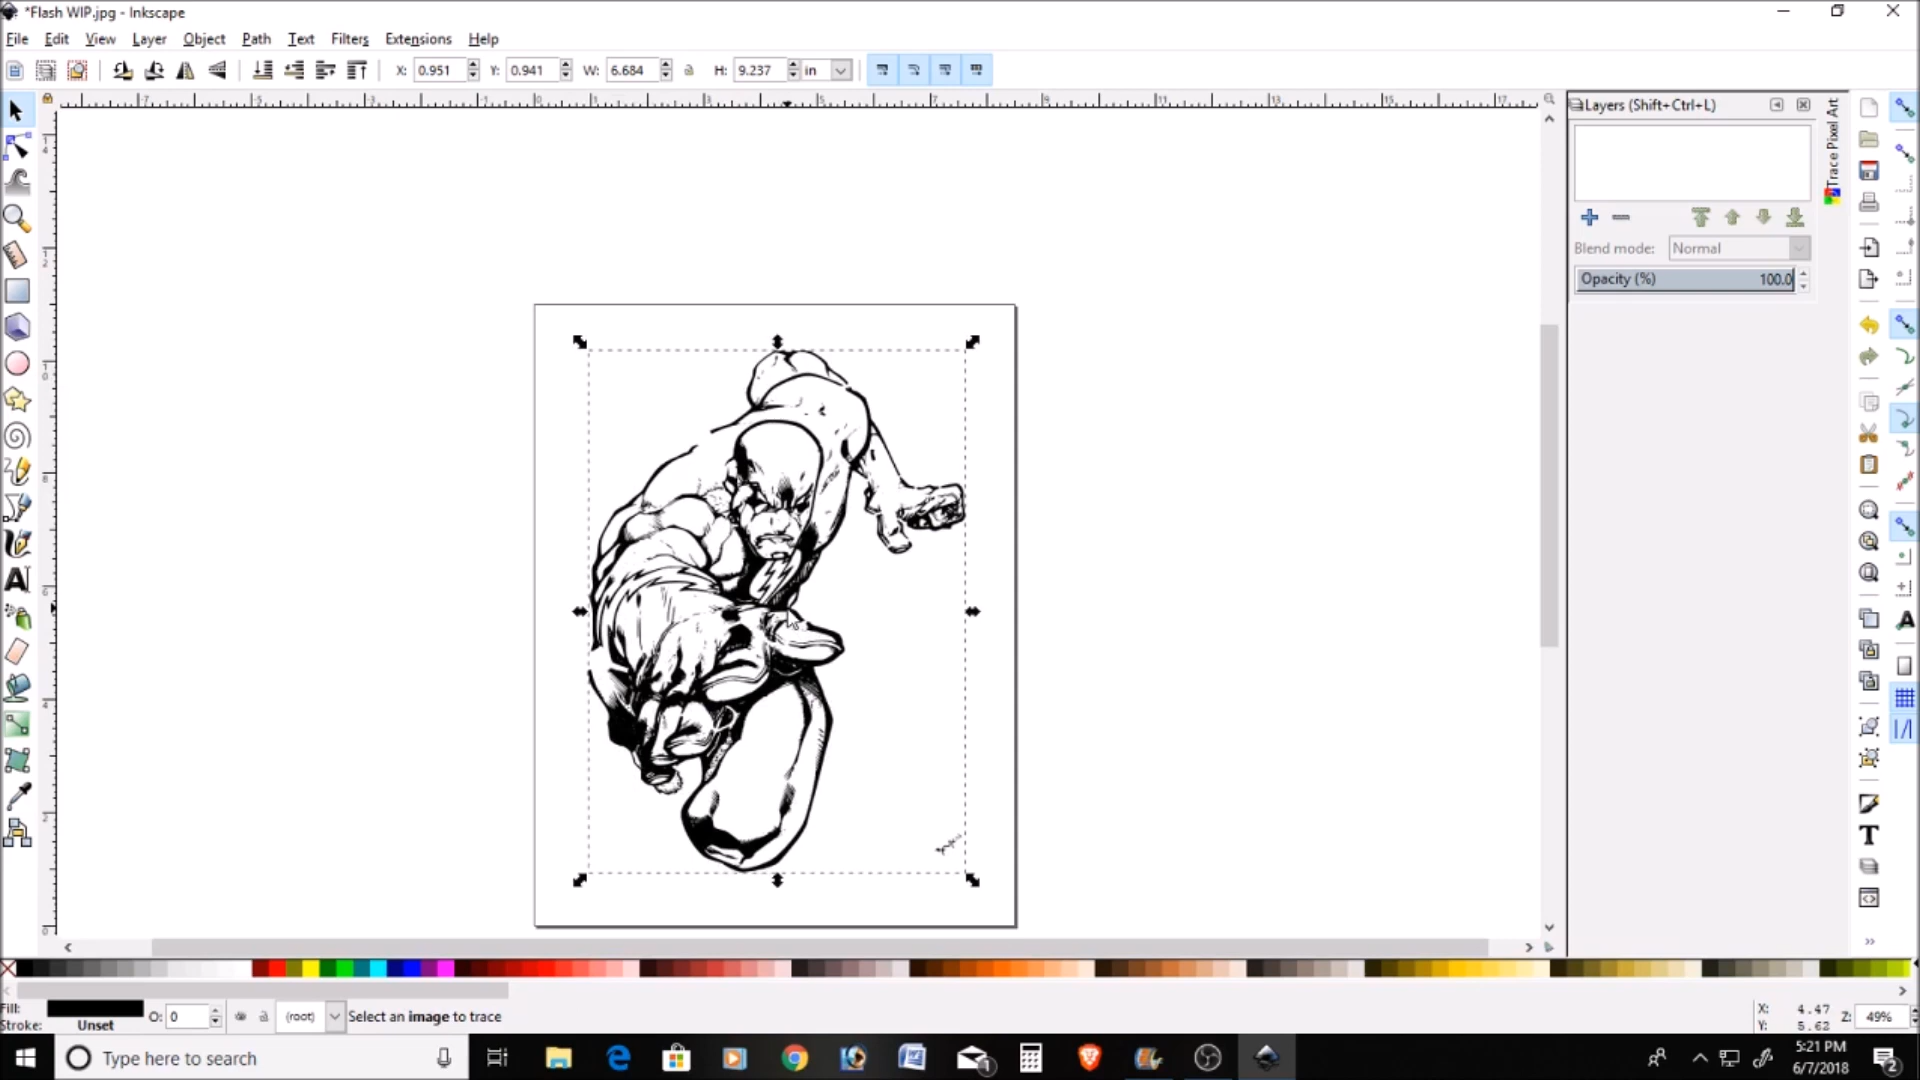 *Flash WIP.jpg - Inkscape
File Edit View Layer Object Path Text Filters Extensions Help
X: 0.951 Y: 0.941 W: 6.684 H: 9.237 in
Layers (Shift+Ctrl+L)
Trace Pixel Art
Blend mode: Normal
Opacity (%) 100.0
Fill:
Stroke: Unset
O: 0
(root)
Select an image to trace
X: 4.47
Y: 5.62
Z: 49%
Type here to search
5:21 PM
6/7/2018